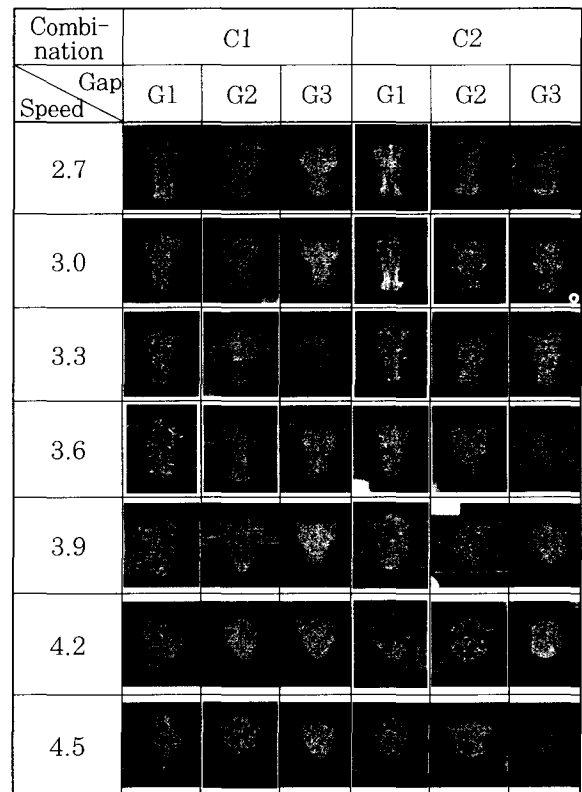 Combi-
nation
C1 C2
Gap
Speed
G1 G2 G3 G1 G2 G3
2.7
3.0
3.3
3.6
3.9
4.2
4.5